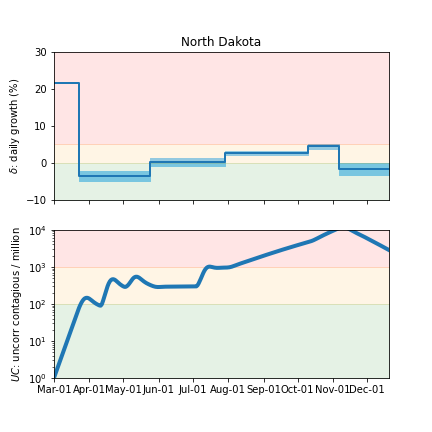 North Dakota
30
20
10
0
−10
δ: daily growth (%)
10⁴
10³
10²
10¹
10⁰
UC: uncorr contagious / million
Mar-01 Apr-01 May-01 Jun-01 Jul-01 Aug-01 Sep-01 Oct-01 Nov-01 Dec-01